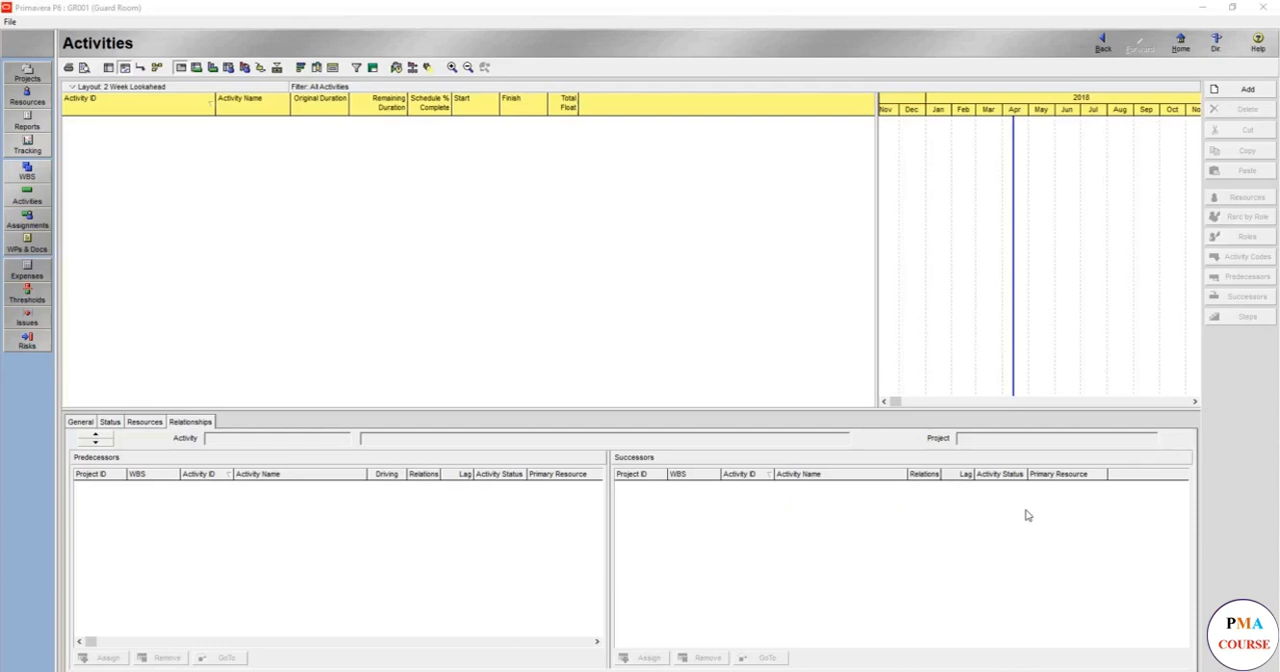 Primavera P6 : GR001 (Guard Room)
File
Activities
Back
Forward
Home
Dir.
Help
Projects
Resources
Reports
Tracking
WBS
Activities
Assignments
WPs & Docs
Expenses
Thresholds
Issues
Risks
Layout: 2 Week Lookahead
Filter: All Activities
Activity ID
Activity Name
Original Duration
Remaining Duration
Schedule % Complete
Start
Finish
Total Float
2018
Nov Dec Jan Feb Mar Apr May Jun Jul Aug Sep Oct No
Add
Delete
Cut
Copy
Paste
Resources
Rsrc by Role
Roles
Activity Codes
Predecessors
Successors
Steps
General Status Resources Relationships
Activity
Project
Predecessors
Project ID WBS Activity ID Activity Name Driving Relations Lag Activity Status Primary Resource
Assign Remove GoTo
Successors
Project ID WBS Activity ID Activity Name Relations Lag Activity Status Primary Resource
Assign Remove GoTo
PMA
COURSE